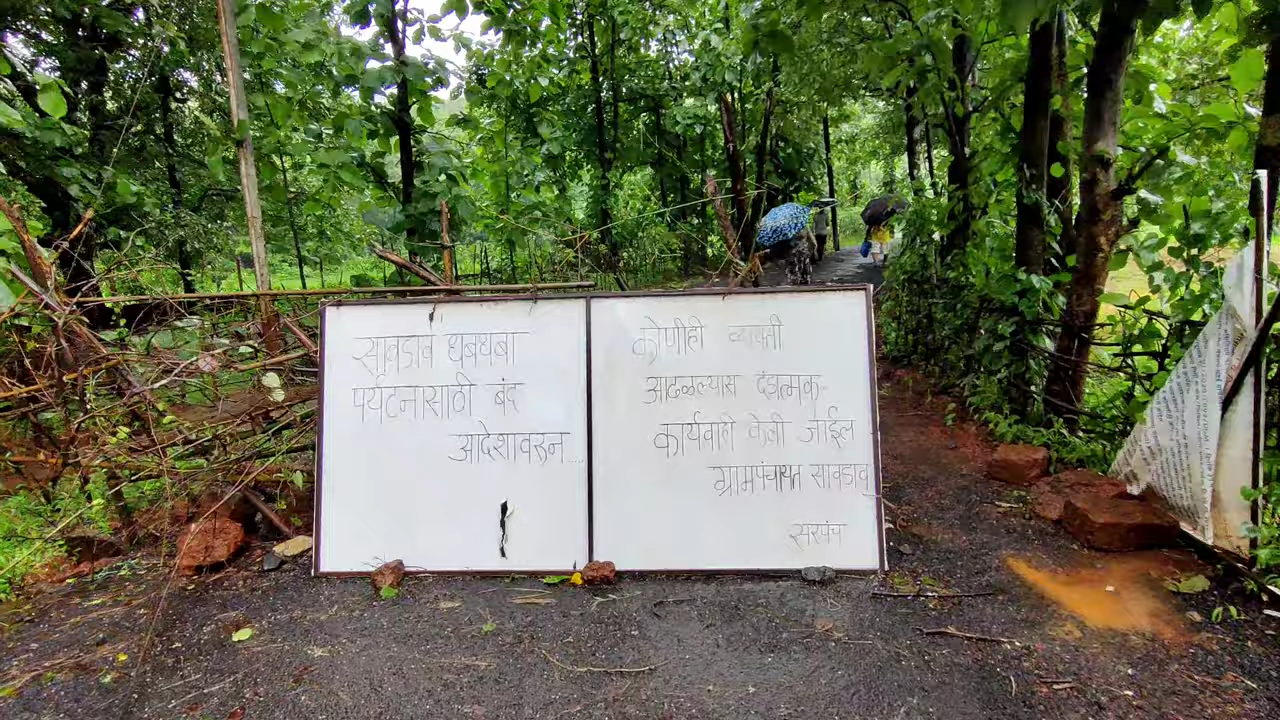 सावडाव धबधबा
पर्यटनासाठी बंद
आदेशावरून....
कोणीही व्यक्ती
आढळल्यास दंडात्मक-
कार्यवाही केली जाईल
ग्रामपंचायत सावडाव
सरपंच